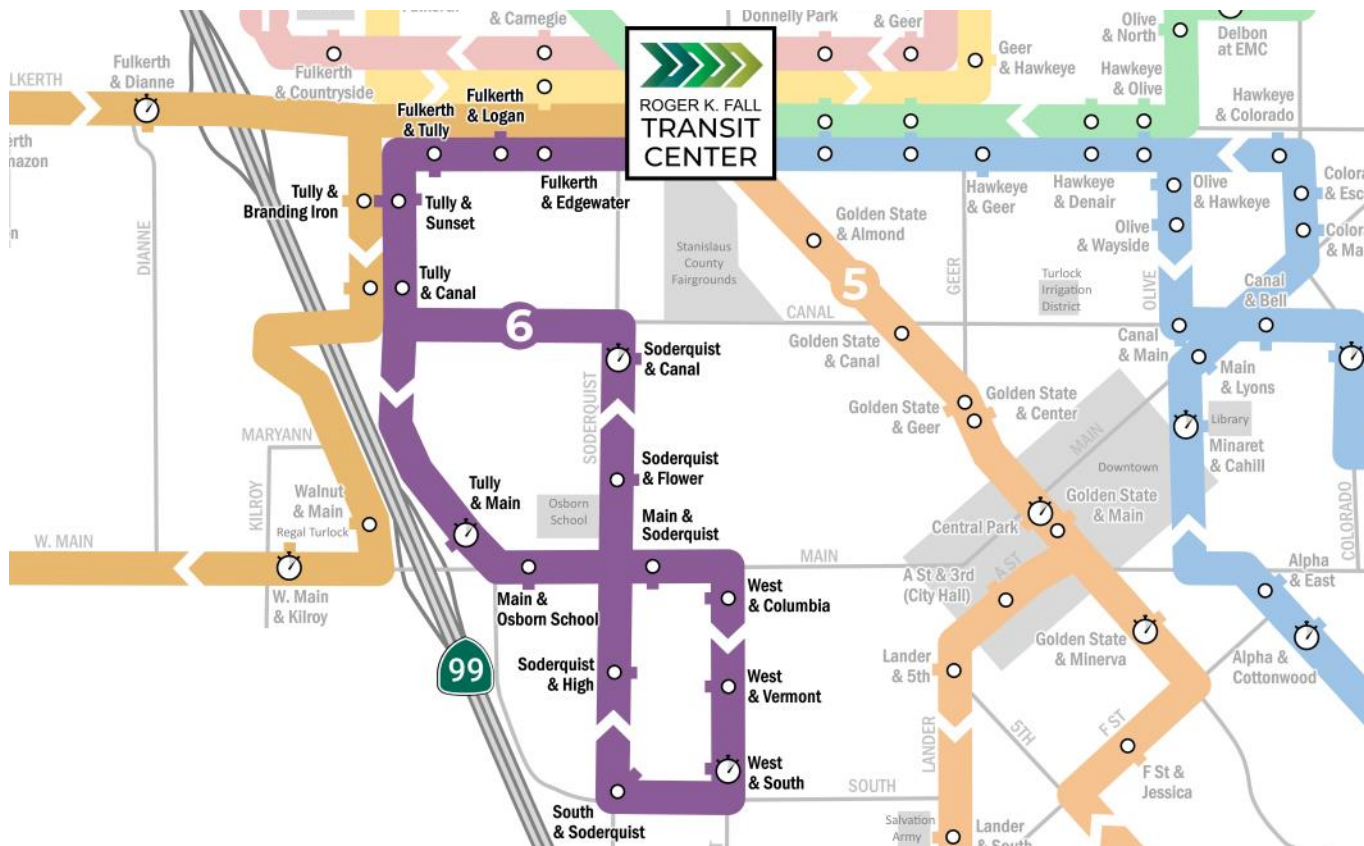 & Carnegie
Donnelly Park
& Geer
Olive
& North
Delbon
at EMC
Fulkerth
& Dianne
Fulkerth
& Countryside
Geer
& Hawkeye
Hawkeye
& Olive
Hawkeye
& Colorado
Fulkerth
& Tully
Fulkerth
& Logan
ROGER K. FALL
TRANSIT
CENTER
Tully &
Branding Iron
Tully &
Sunset
Fulkerth
& Edgewater
Hawkeye
& Geer
Hawkeye
& Denair
Olive
& Hawkeye
Olive
& Wayside
Golden State
& Almond
Stanislaus
County
Fairgrounds
DIANNE
GEER
Turlock
Irrigation
District
OLIVE
Tully
& Canal
5
6
CANAL
Canal
& Bell
Golden State
& Canal
Canal
& Main
Main
& Lyons
Soderquist
& Canal
SODERQUIST
Golden State
& Geer
Golden State
& Center
MARYANN
KILROY
MAIN
Library
Minaret
& Cahill
Downtown
Soderquist
& Flower
Tully
& Main
Walnut
& Main
Regal Turlock
Osborn
School
Main &
Soderquist
Central Park
Golden State
& Main
COLORADO
W. MAIN
MAIN
W. Main
& Kilroy
Main &
Osborn School
West
& Columbia
A St & 3rd
(City Hall)
A ST
Alpha
& East
99
Soderquist
& High
West
& Vermont
Lander
& 5th
Golden State
& Minerva
Alpha &
Cottonwood
LANDER
5TH
F ST
West
& South
SOUTH
F St &
Jessica
South
& Soderquist
Salvation
Army
Lander
& South